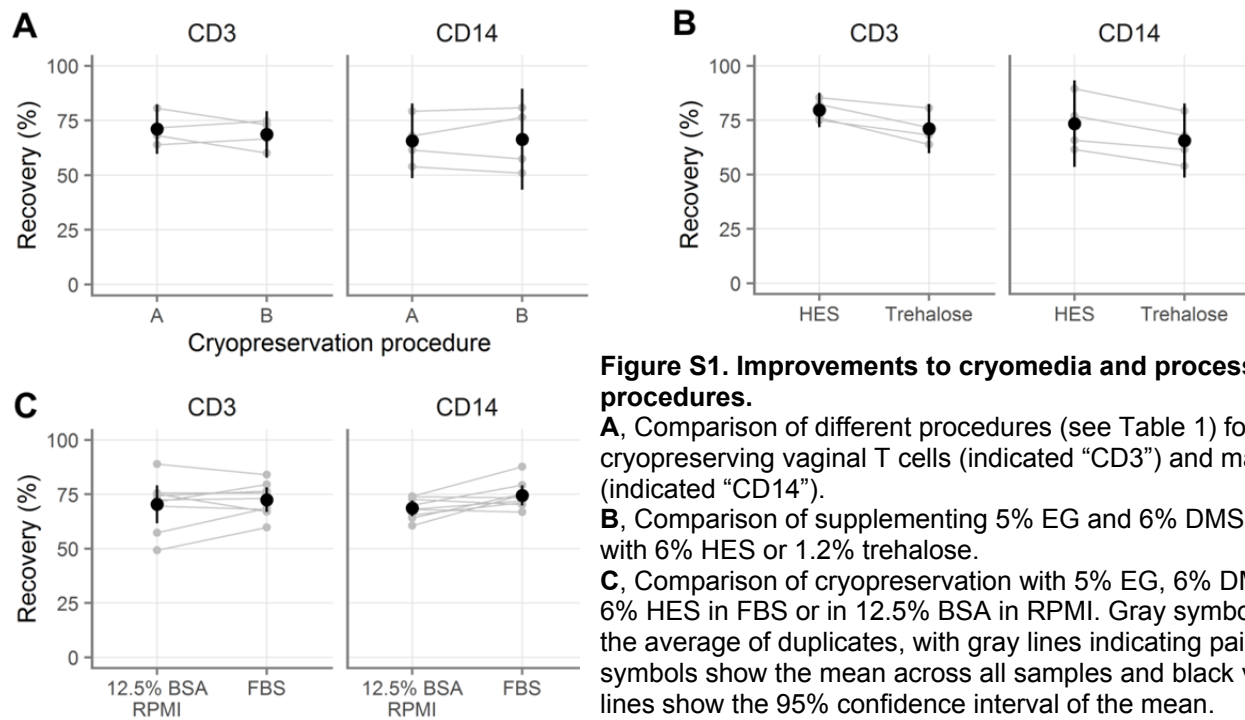 A
CD3
CD14
Recovery (%)
100
75
50
25
0
A
B
A
B
Cryopreservation procedure
B
CD3
CD14
Recovery (%)
100
75
50
25
0
HES
Trehalose
HES
Trehalose
C
CD3
CD14
Recovery (%)
100
75
50
25
0
12.5% BSA
RPMI
FBS
12.5% BSA
RPMI
FBS
Figure S1. Improvements to cryomedia and process
procedures.
A, Comparison of different procedures (see Table 1) fo
cryopreserving vaginal T cells (indicated “CD3”) and ma
(indicated “CD14”).
B, Comparison of supplementing 5% EG and 6% DMS
with 6% HES or 1.2% trehalose.
C, Comparison of cryopreservation with 5% EG, 6% DM
6% HES in FBS or in 12.5% BSA in RPMI. Gray symbo
the average of duplicates, with gray lines indicating pai
symbols show the mean across all samples and black v
lines show the 95% confidence interval of the mean.